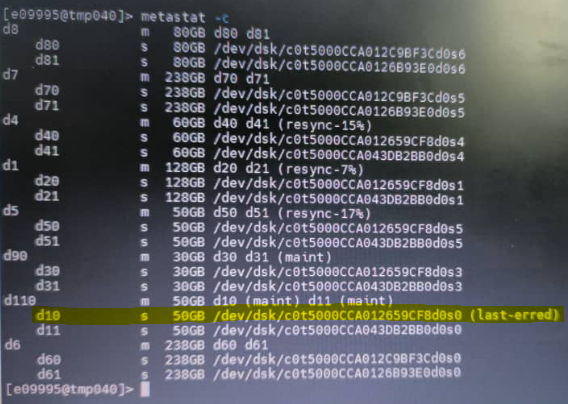 [e09995@tmp040]> metastat -c
d8 m 80GB d80 d81
d80 s 80GB /dev/dsk/c0t5000CCA012C9BF3Cd0s6
d81 s 80GB /dev/dsk/c0t5000CCA0126B93E0d0s6
d7 m 238GB d70 d71
d70 s 238GB /dev/dsk/c0t5000CCA012C9BF3Cd0s5
d71 s 238GB /dev/dsk/c0t5000CCA0126B93E0d0s5
d4 m 60GB d40 d41 (resync-15%)
d40 s 60GB /dev/dsk/c0t5000CCA012659CF8d0s4
d41 s 60GB /dev/dsk/c0t5000CCA043DB2BB0d0s4
d1 m 128GB d20 d21 (resync-7%)
d20 s 128GB /dev/dsk/c0t5000CCA012659CF8d0s1
d21 s 128GB /dev/dsk/c0t5000CCA043DB2BB0d0s1
d5 m 50GB d50 d51 (resync-17%)
d50 s 50GB /dev/dsk/c0t5000CCA012659CF8d0s5
d51 s 50GB /dev/dsk/c0t5000CCA043DB2BB0d0s5
d90 m 30GB d30 d31 (maint)
d30 s 30GB /dev/dsk/c0t5000CCA012659CF8d0s3
d31 s 30GB /dev/dsk/c0t5000CCA043DB2BB0d0s3
d110 m 50GB d10 (maint) d11 (maint)
d10 s 50GB /dev/dsk/c0t5000CCA012659CF8d0s0 (last-erred)
d11 s 50GB /dev/dsk/c0t5000CCA043DB2BB0d0s0
d6 m 238GB d60 d61
d60 s 238GB /dev/dsk/c0t5000CCA012C9BF3Cd0s0
d61 s 238GB /dev/dsk/c0t5000CCA0126B93E0d0s0
[e09995@tmp040]>